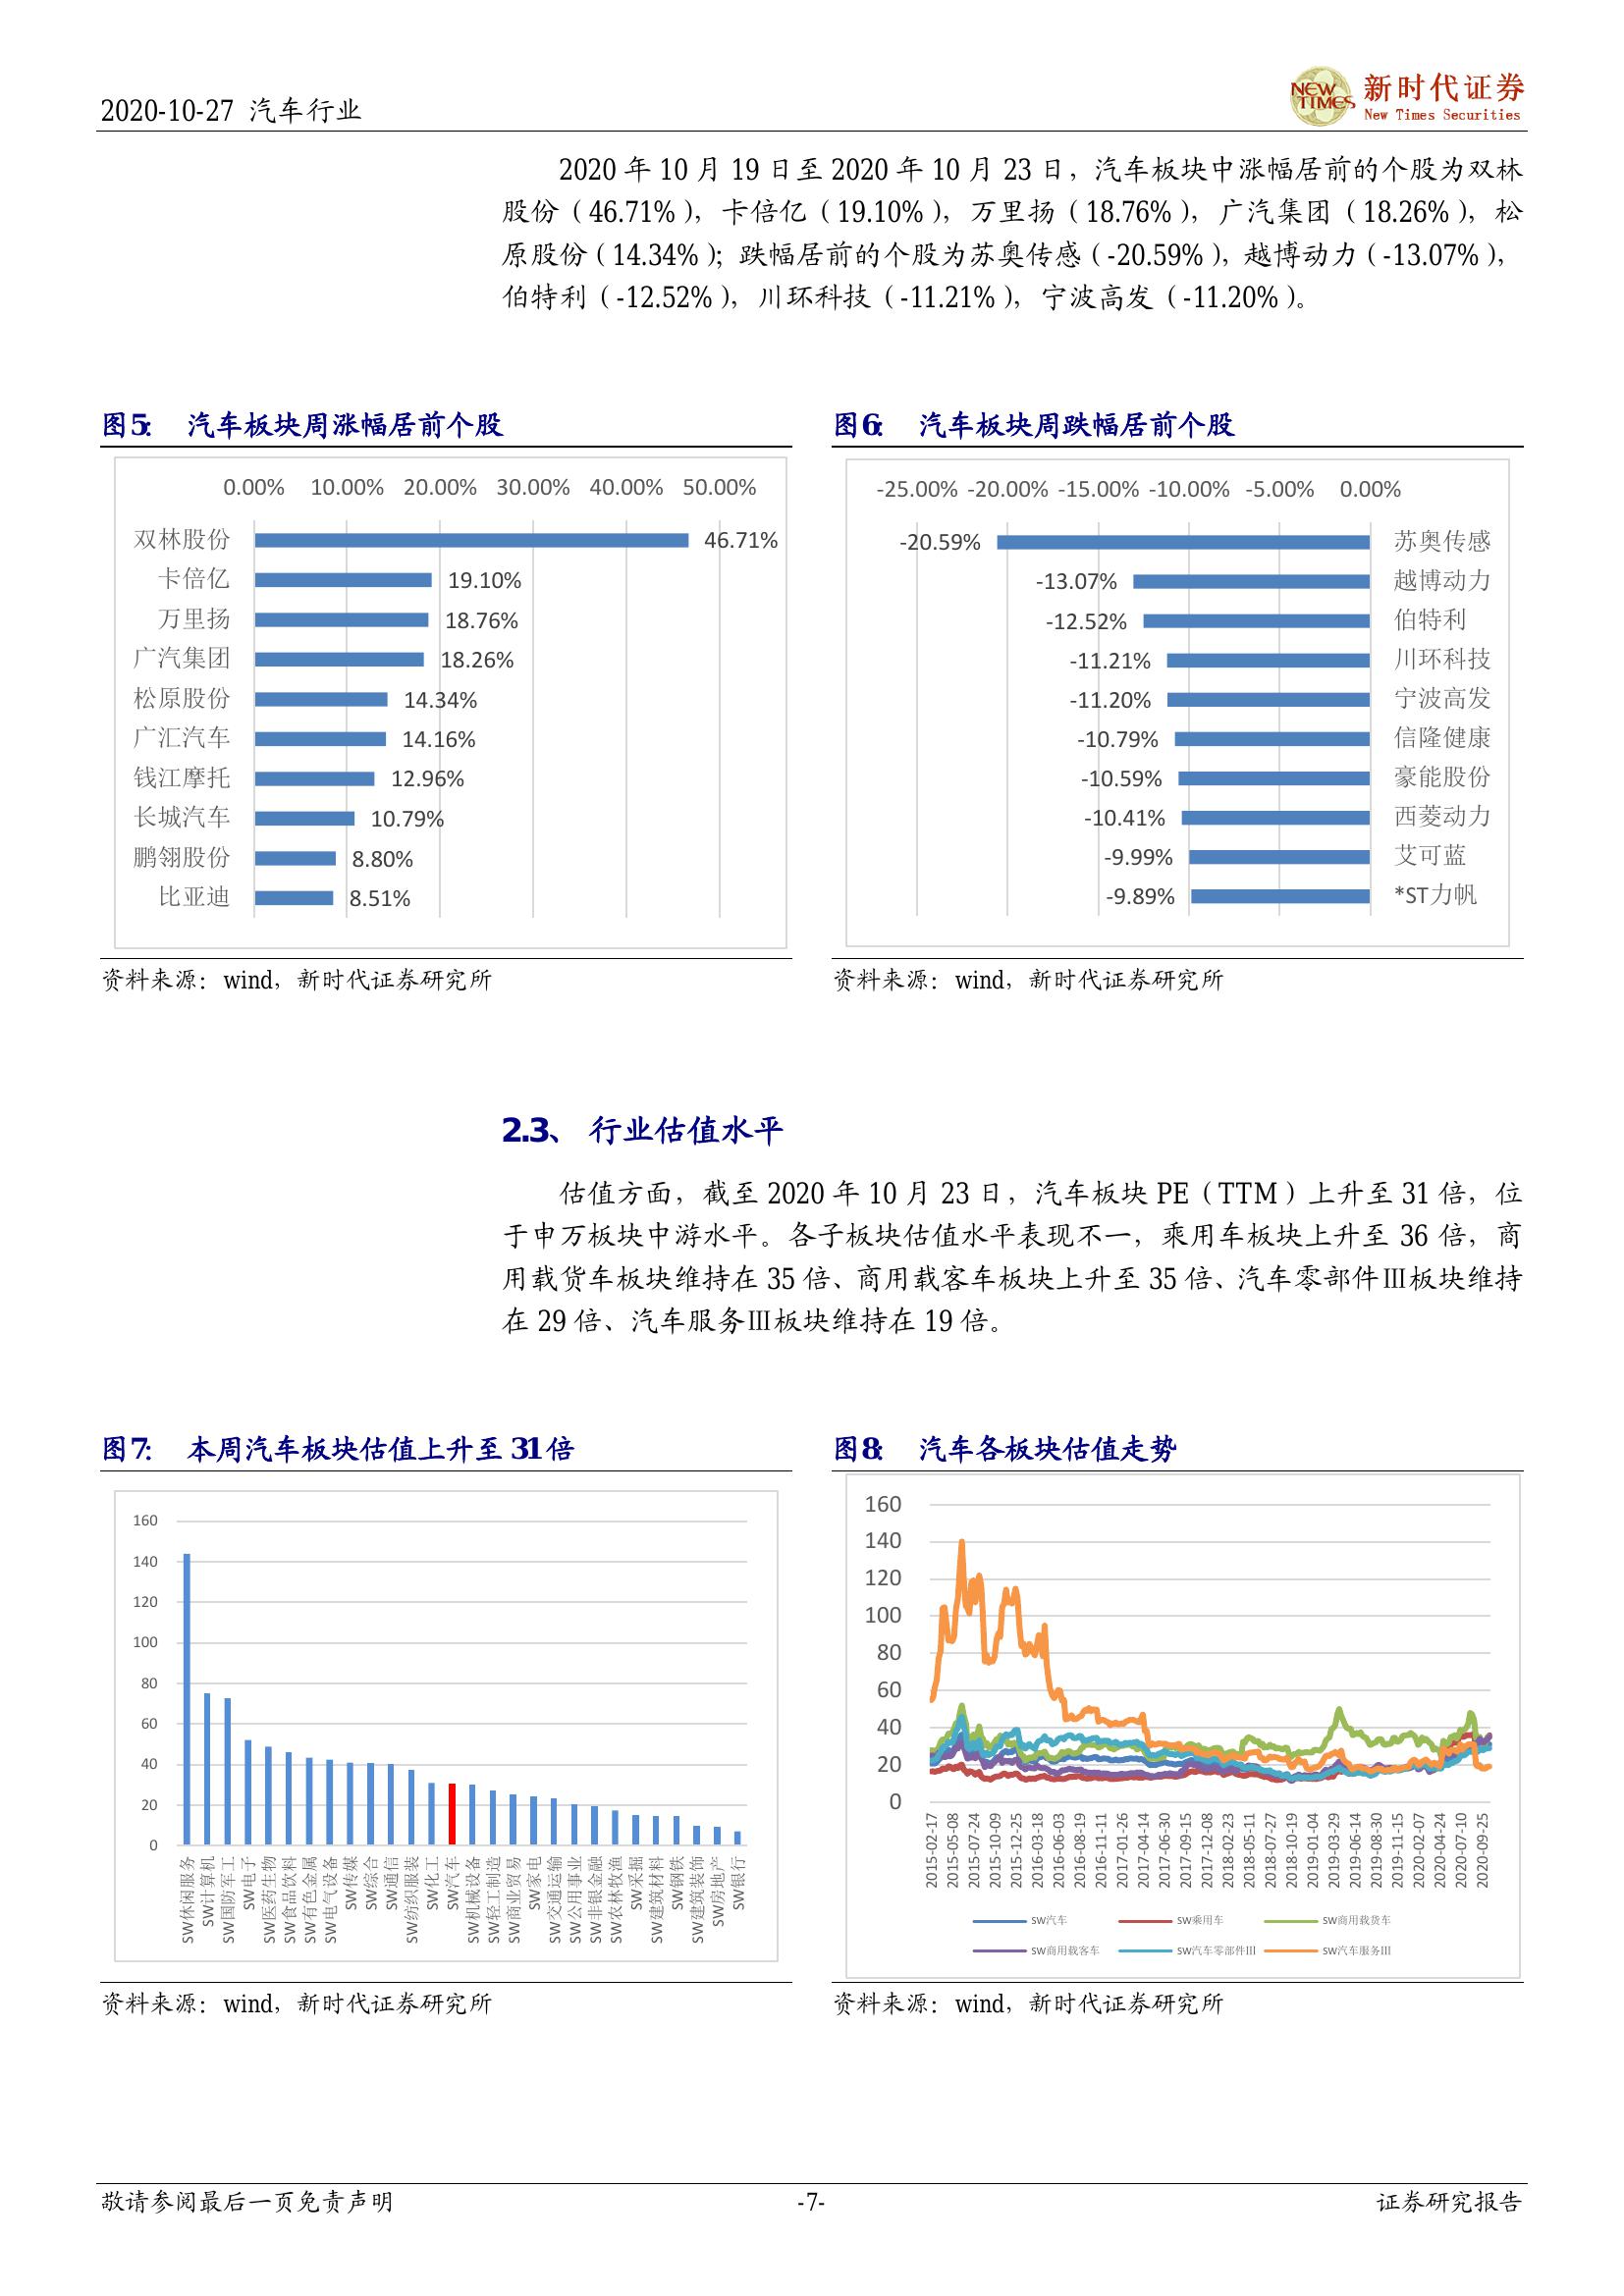 2020-10-27 汽车行业
NEW TIMES
新时代证券
New Times Securities
2020 年 10 月 19 日至 2020 年 10 月 23 日，汽车板块中涨幅居前的个股为双林
股份（46.71%），卡倍亿（19.10%），万里扬（18.76%），广汽集团（18.26%），松
原股份（14.34%）；跌幅居前的个股为苏奥传感（-20.59%），越博动力（-13.07%），
伯特利（-12.52%），川环科技（-11.21%），宁波高发（-11.20%）。
图5： 汽车板块周涨幅居前个股
0.00% 10.00% 20.00% 30.00% 40.00% 50.00%
双林股份 46.71%
卡倍亿 19.10%
万里扬 18.76%
广汽集团 18.26%
松原股份 14.34%
广汇汽车 14.16%
钱江摩托 12.96%
长城汽车 10.79%
鹏翎股份 8.80%
比亚迪 8.51%
资料来源：wind，新时代证券研究所
图6： 汽车板块周跌幅居前个股
-25.00% -20.00% -15.00% -10.00% -5.00% 0.00%
-20.59% 苏奥传感
-13.07% 越博动力
-12.52% 伯特利
-11.21% 川环科技
-11.20% 宁波高发
-10.79% 信隆健康
-10.59% 豪能股份
-10.41% 西菱动力
-9.99% 艾可蓝
-9.89% *ST力帆
资料来源：wind，新时代证券研究所
2.3、 行业估值水平
估值方面，截至 2020 年 10 月 23 日，汽车板块 PE（TTM）上升至 31 倍，位
于申万板块中游水平。各子板块估值水平表现不一，乘用车板块上升至 36 倍，商
用载货车板块维持在 35 倍、商用载客车板块上升至 35 倍、汽车零部件Ⅲ板块维持
在 29 倍、汽车服务Ⅲ板块维持在 19 倍。
图7： 本周汽车板块估值上升至 31倍
160
140
120
100
80
60
40
20
0
SW休闲服务
SW计算机
SW国防军工
SW电子
SW医药生物
SW食品饮料
SW有色金属
SW电气设备
SW传媒
SW综合
SW通信
SW纺织服装
SW化工
SW汽车
SW机械设备
SW轻工制造
SW商业贸易
SW家电
SW交通运输
SW公用事业
SW非银金融
SW农林牧渔
SW采掘
SW建筑材料
SW钢铁
SW建筑装饰
SW房地产
SW银行
资料来源：wind，新时代证券研究所
图8： 汽车各板块估值走势
160
140
120
100
80
60
40
20
0
2015-02-17
2015-05-08
2015-07-24
2015-10-09
2015-12-25
2016-03-18
2016-06-03
2016-08-19
2016-11-11
2017-01-26
2017-04-14
2017-06-30
2017-09-15
2017-12-08
2018-02-23
2018-05-11
2018-07-27
2018-10-19
2019-01-04
2019-03-29
2019-06-14
2019-08-30
2019-11-15
2020-02-07
2020-04-24
2020-07-10
2020-09-25
SW汽车 SW乘用车 SW商用载货车
SW商用载客车 SW汽车零部件III SW汽车服务III
资料来源：wind，新时代证券研究所
敬请参阅最后一页免责声明 -7- 证券研究报告